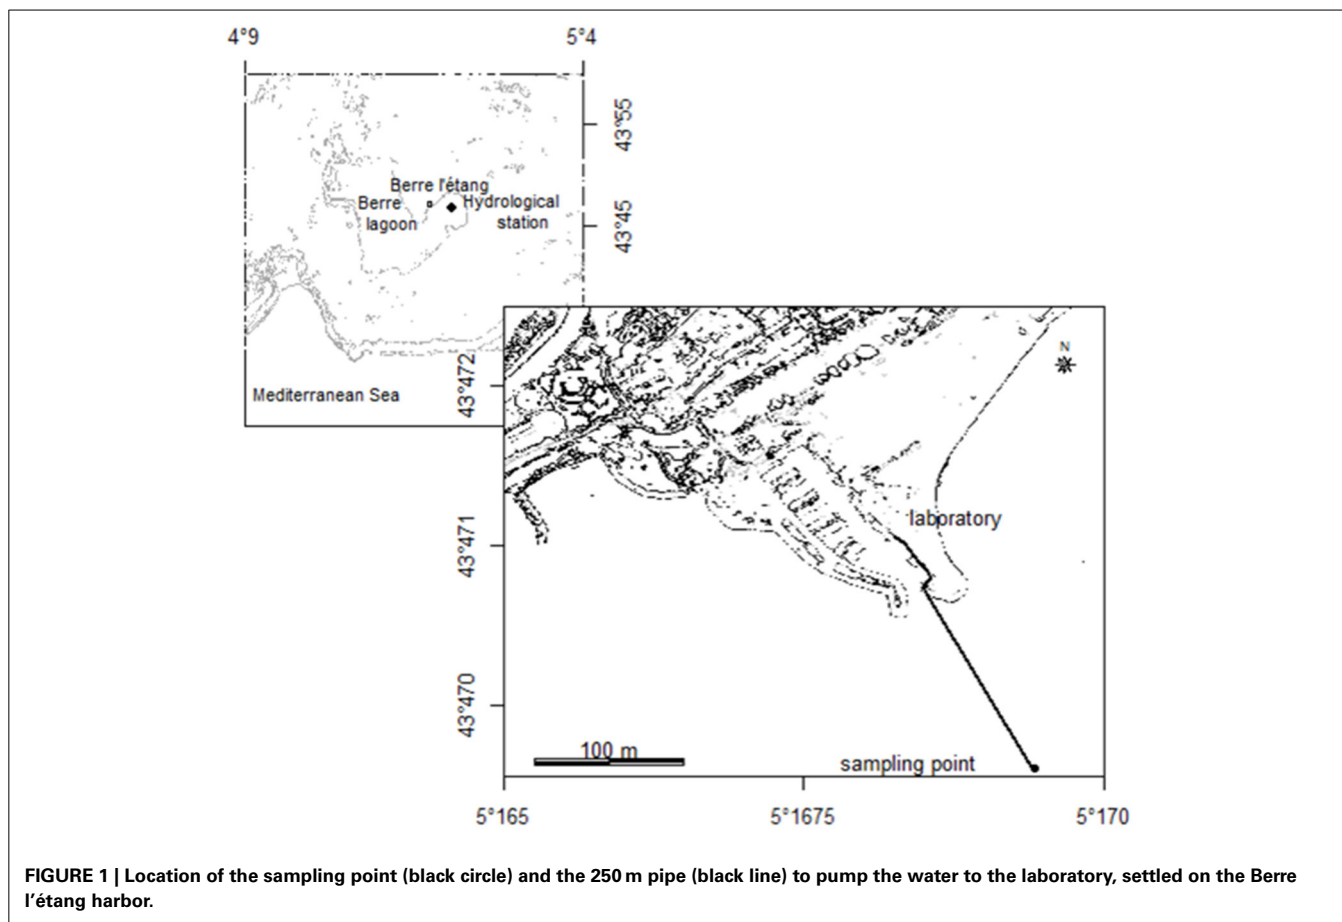 4°9 5°4
43°55
Berre l'étang
Berre Hydrological
lagoon station
43°45
Mediterranean Sea
N
43°472
laboratory
43°471
43°470
100 m
sampling point
5°165 5°1675 5°170
FIGURE 1 | Location of the sampling point (black circle) and the 250 m pipe (black line) to pump the water to the laboratory, settled on the Berre
l’étang harbor.